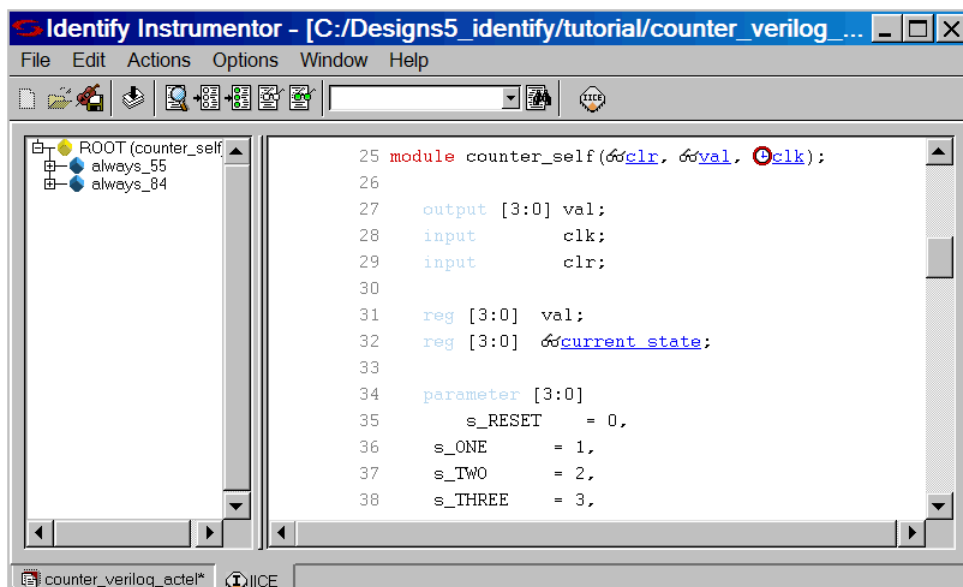 Identify Instrumentor - [C:/Designs5_identify/tutorial/counter_verilog_...
File Edit Actions Options Window Help
IICE
ROOT (counter_self
always_55
always_84
25 module counter_self(clr, val, clk);
26
27 output [3:0] val;
28 input clk;
29 input clr;
30
31 reg [3:0] val;
32 reg [3:0] current_state;
33
34 parameter [3:0]
35 s_RESET = 0,
36 s_ONE = 1,
37 s_TWO = 2,
38 s_THREE = 3,
counter_verilog_actel* IICE